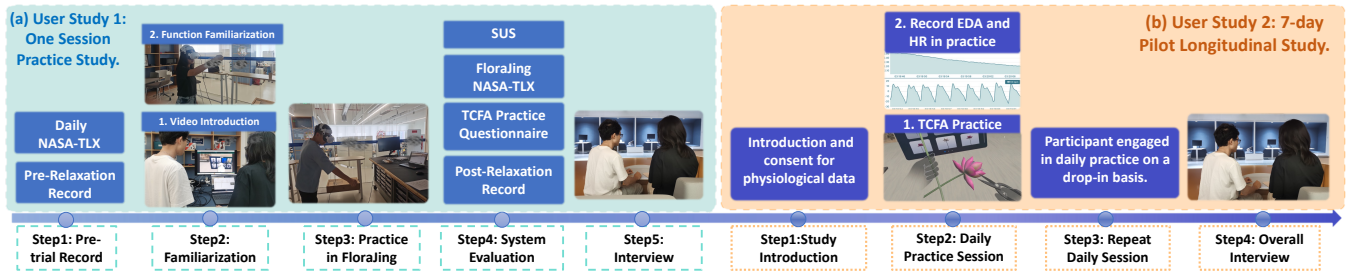 (a) User Study 1:
One Session
Practice Study.
2. Function Familiarization
1. Video Introduction
Daily
NASA-TLX
Pre-Relaxation
Record
SUS
FloraJing
NASA-TLX
TCFA Practice
Questionnaire
Post-Relaxation
Record
Step1: Pre-
trial Record
Step2:
Familiarization
Step3: Practice
in FloraJing
Step4: System
Evaluation
Step5:
Interview
(b) User Study 2: 7-day
Pilot Longitudinal Study.
Introduction and
consent for
physiological data
2. Record EDA and
HR in practice
1. TCFA Practice
Participant engaged
in daily practice on a
drop-in basis.
Step1:Study
Introduction
Step2: Daily
Practice Session
Step3: Repeat
Daily Session
Step4: Overall
Interview